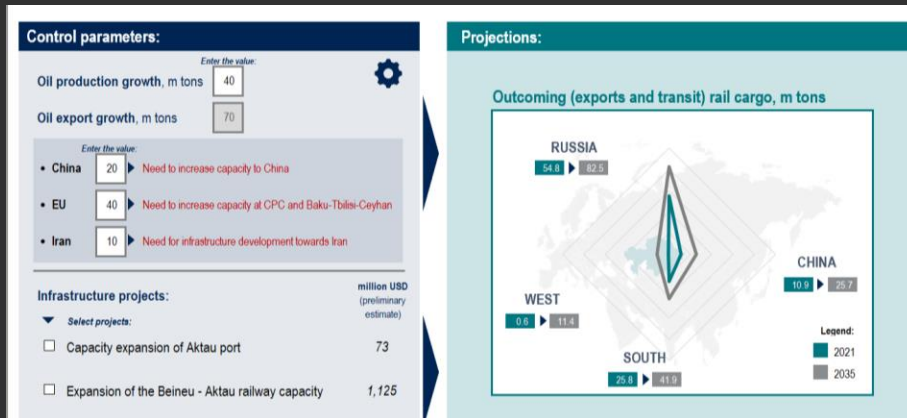 Control parameters:
Enter the value:
Oil production growth, m tons 40
Oil export growth, m tons 70
Enter the value:
• China 20 Need to increase capacity to China
• EU 40 Need to increase capacity at CPC and Baku-Tbilisi-Ceyhan
• Iran 10 Need for infrastructure development towards Iran
Infrastructure projects:
million USD
(preliminary
estimate)
Select projects:
Capacity expansion of Aktau port 73
Expansion of the Beineu - Aktau railway capacity 1,125
Projections:
Outcoming (exports and transit) rail cargo, m tons
RUSSIA
54.8 82.5
CHINA
10.9 25.7
WEST
0.6 11.4
SOUTH
25.8 41.9
Legend:
2021
2035